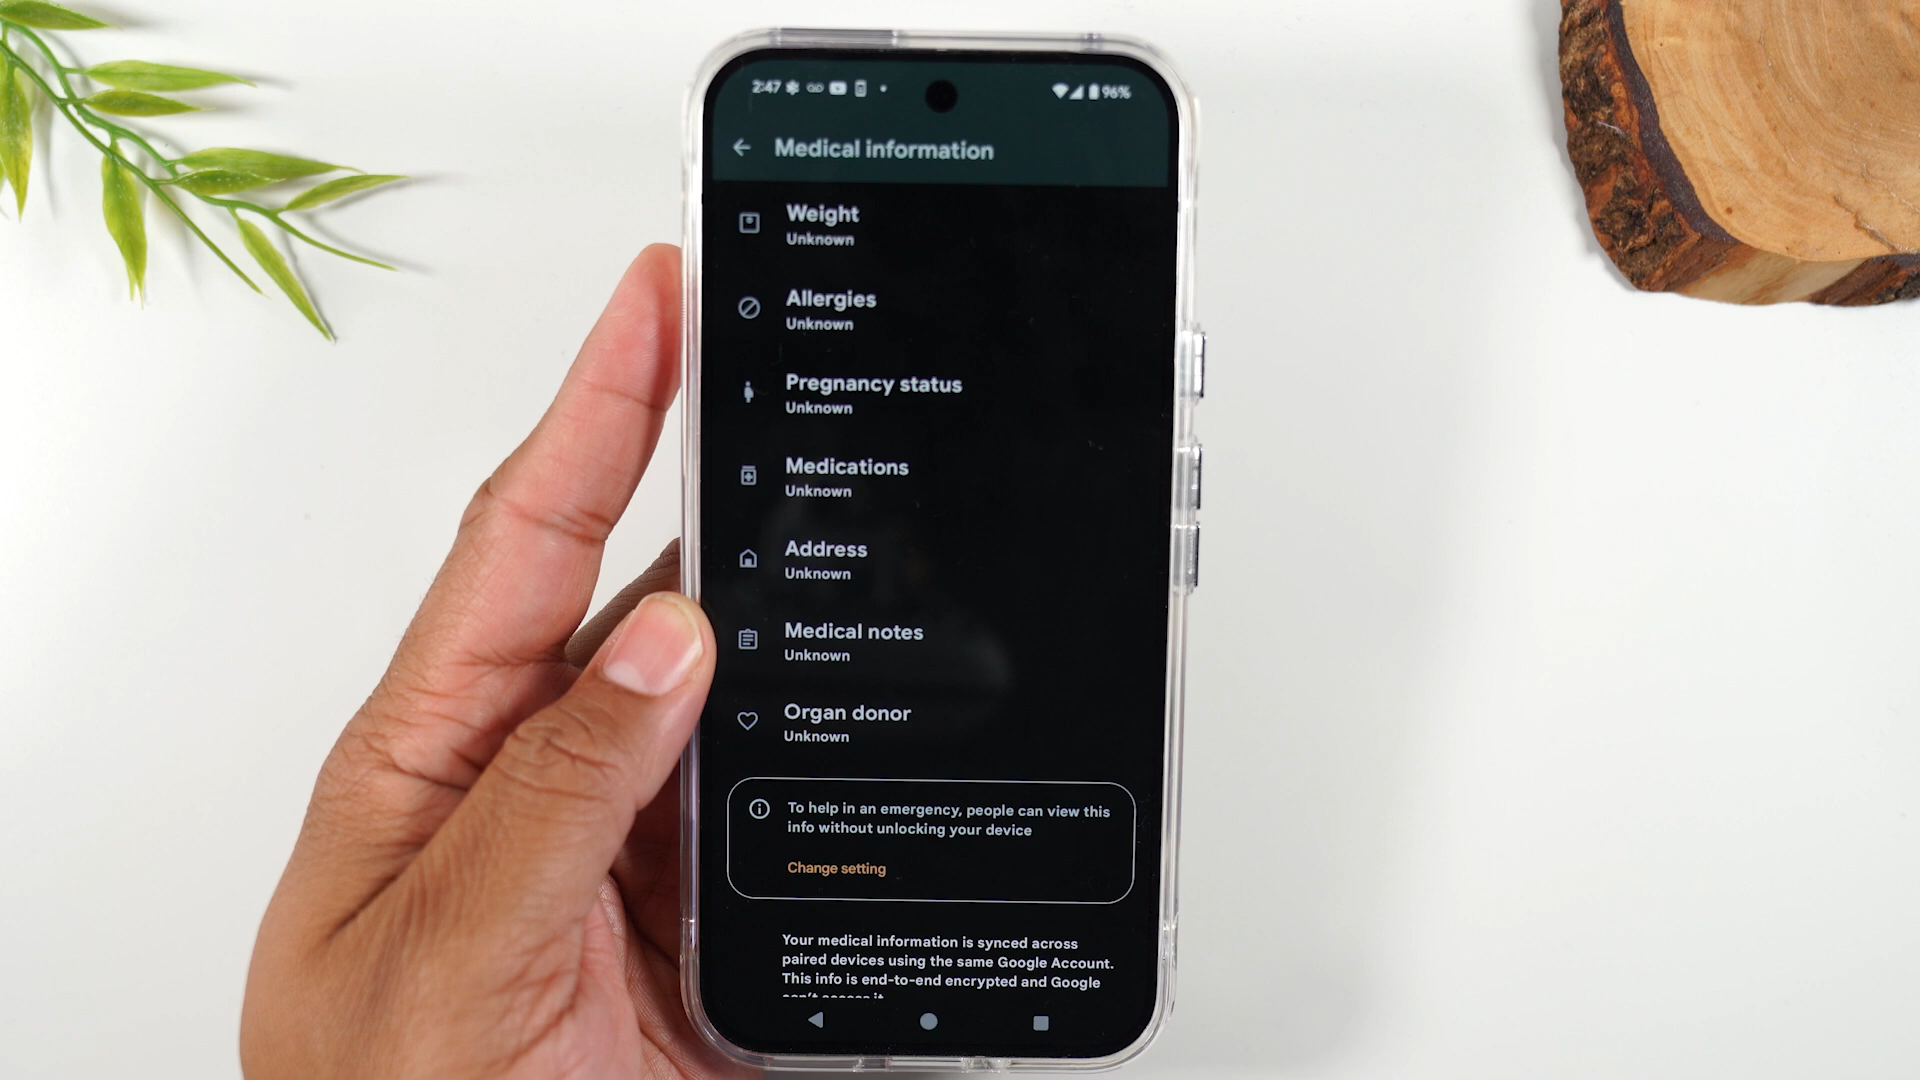 2:47 96%
Medical information
Weight
Unknown
Allergies
Unknown
Pregnancy status
Unknown
Medications
Unknown
Address
Unknown
Medical notes
Unknown
Organ donor
Unknown
To help in an emergency, people can view this
info without unlocking your device
Change setting
Your medical information is synced across
paired devices using the same Google Account.
This info is end-to-end encrypted and Google
can't access it.